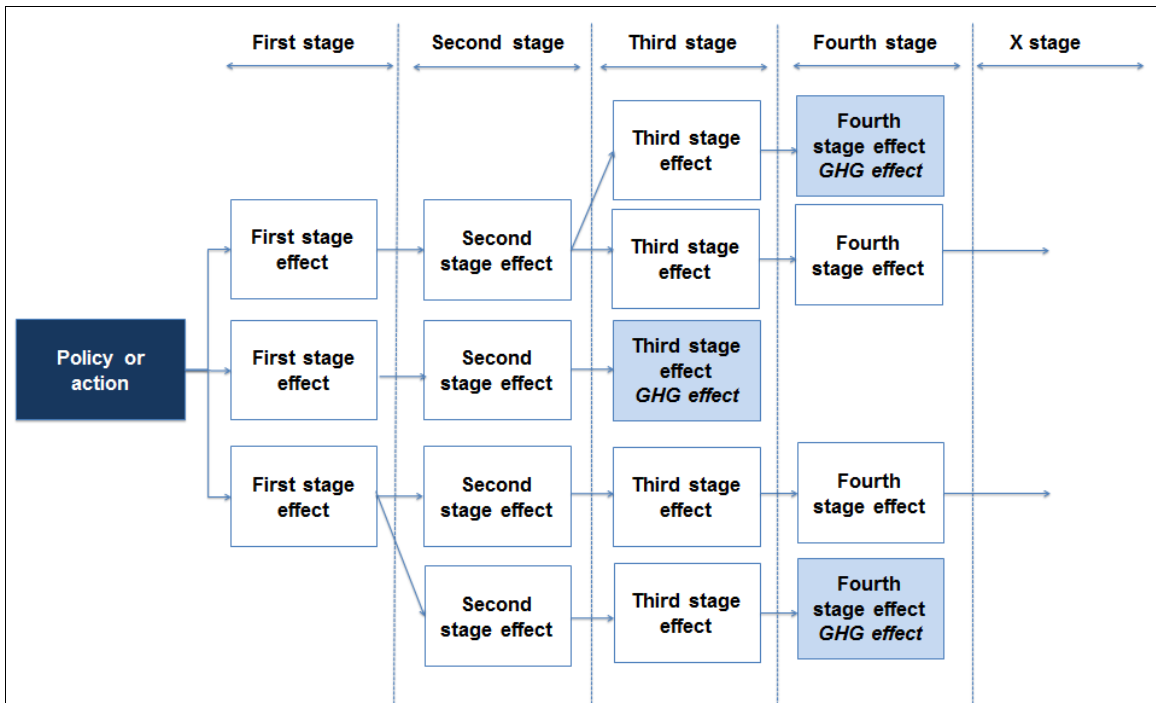 First stage
Second stage
Third stage
Fourth stage
X stage
Third stage
effect
Fourth
stage effect
GHG effect
First stage
effect
Second
stage effect
Third stage
effect
Fourth
stage effect
Policy or
action
First stage
effect
Second
stage effect
Third stage
effect
GHG effect
First stage
effect
Second
stage effect
Third stage
effect
Fourth
stage effect
Second
stage effect
Third stage
effect
Fourth
stage effect
GHG effect